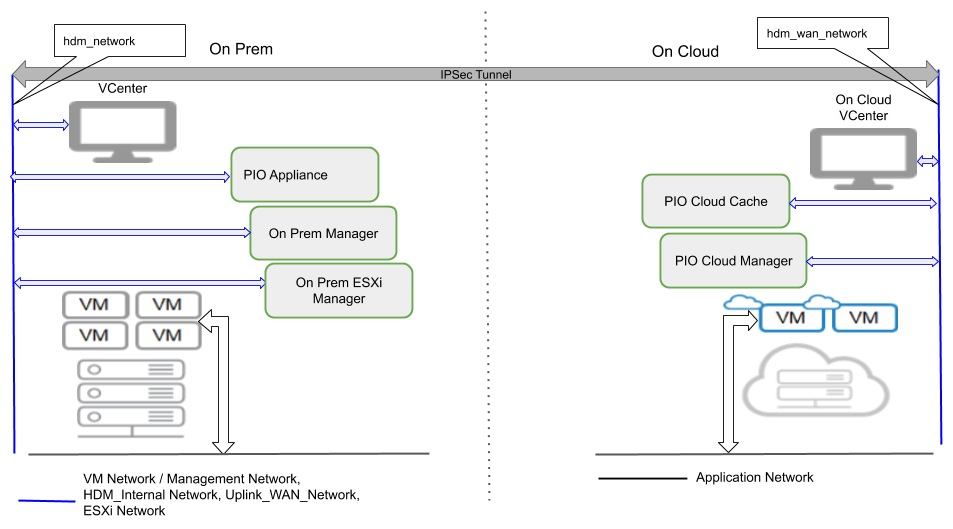 hdm_network
On Prem
On Cloud
hdm_wan_network
IPSec Tunnel
VCenter
On Cloud
VCenter
PIO Appliance
PIO Cloud Cache
On Prem Manager
PIO Cloud Manager
On Prem ESXi
Manager
VM
VM
VM
VM
VM
VM
VM Network / Management Network,
HDM_Internal Network, Uplink_WAN_Network,
ESXi Network
Application Network